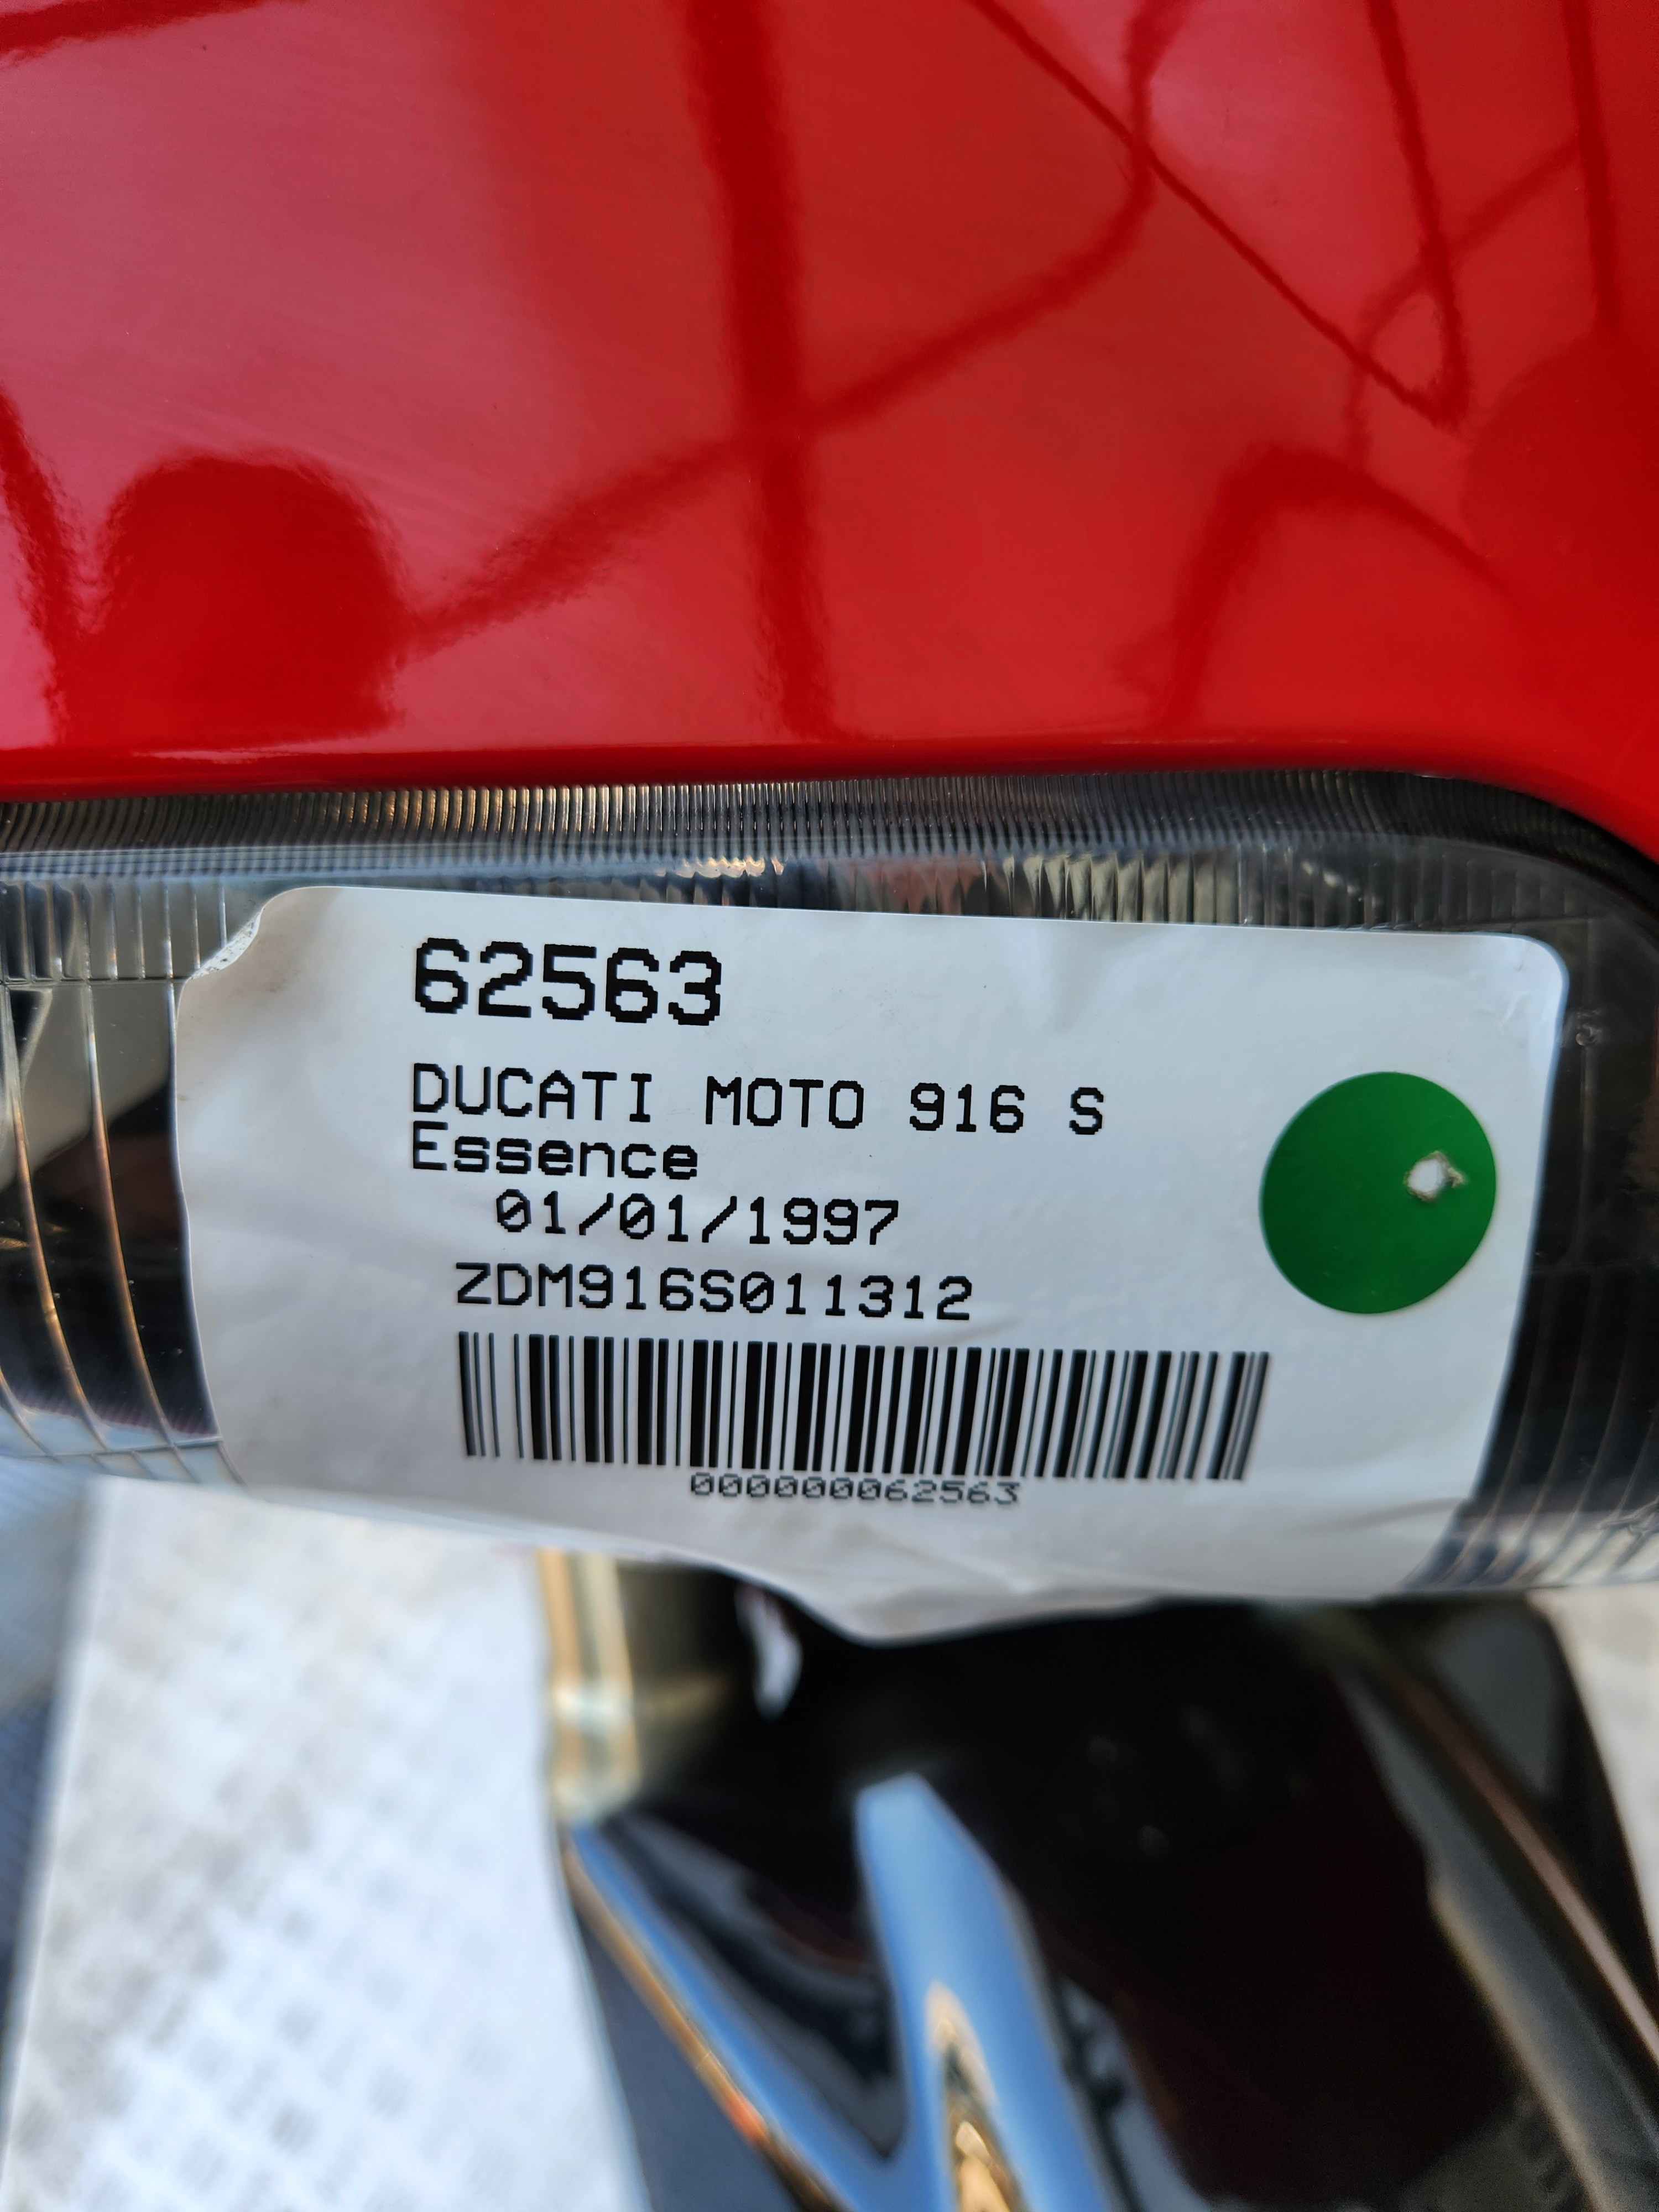 62563
DUCATI MOTO 916 S
Essence
01/01/1997
ZDM916S011312
000000062563